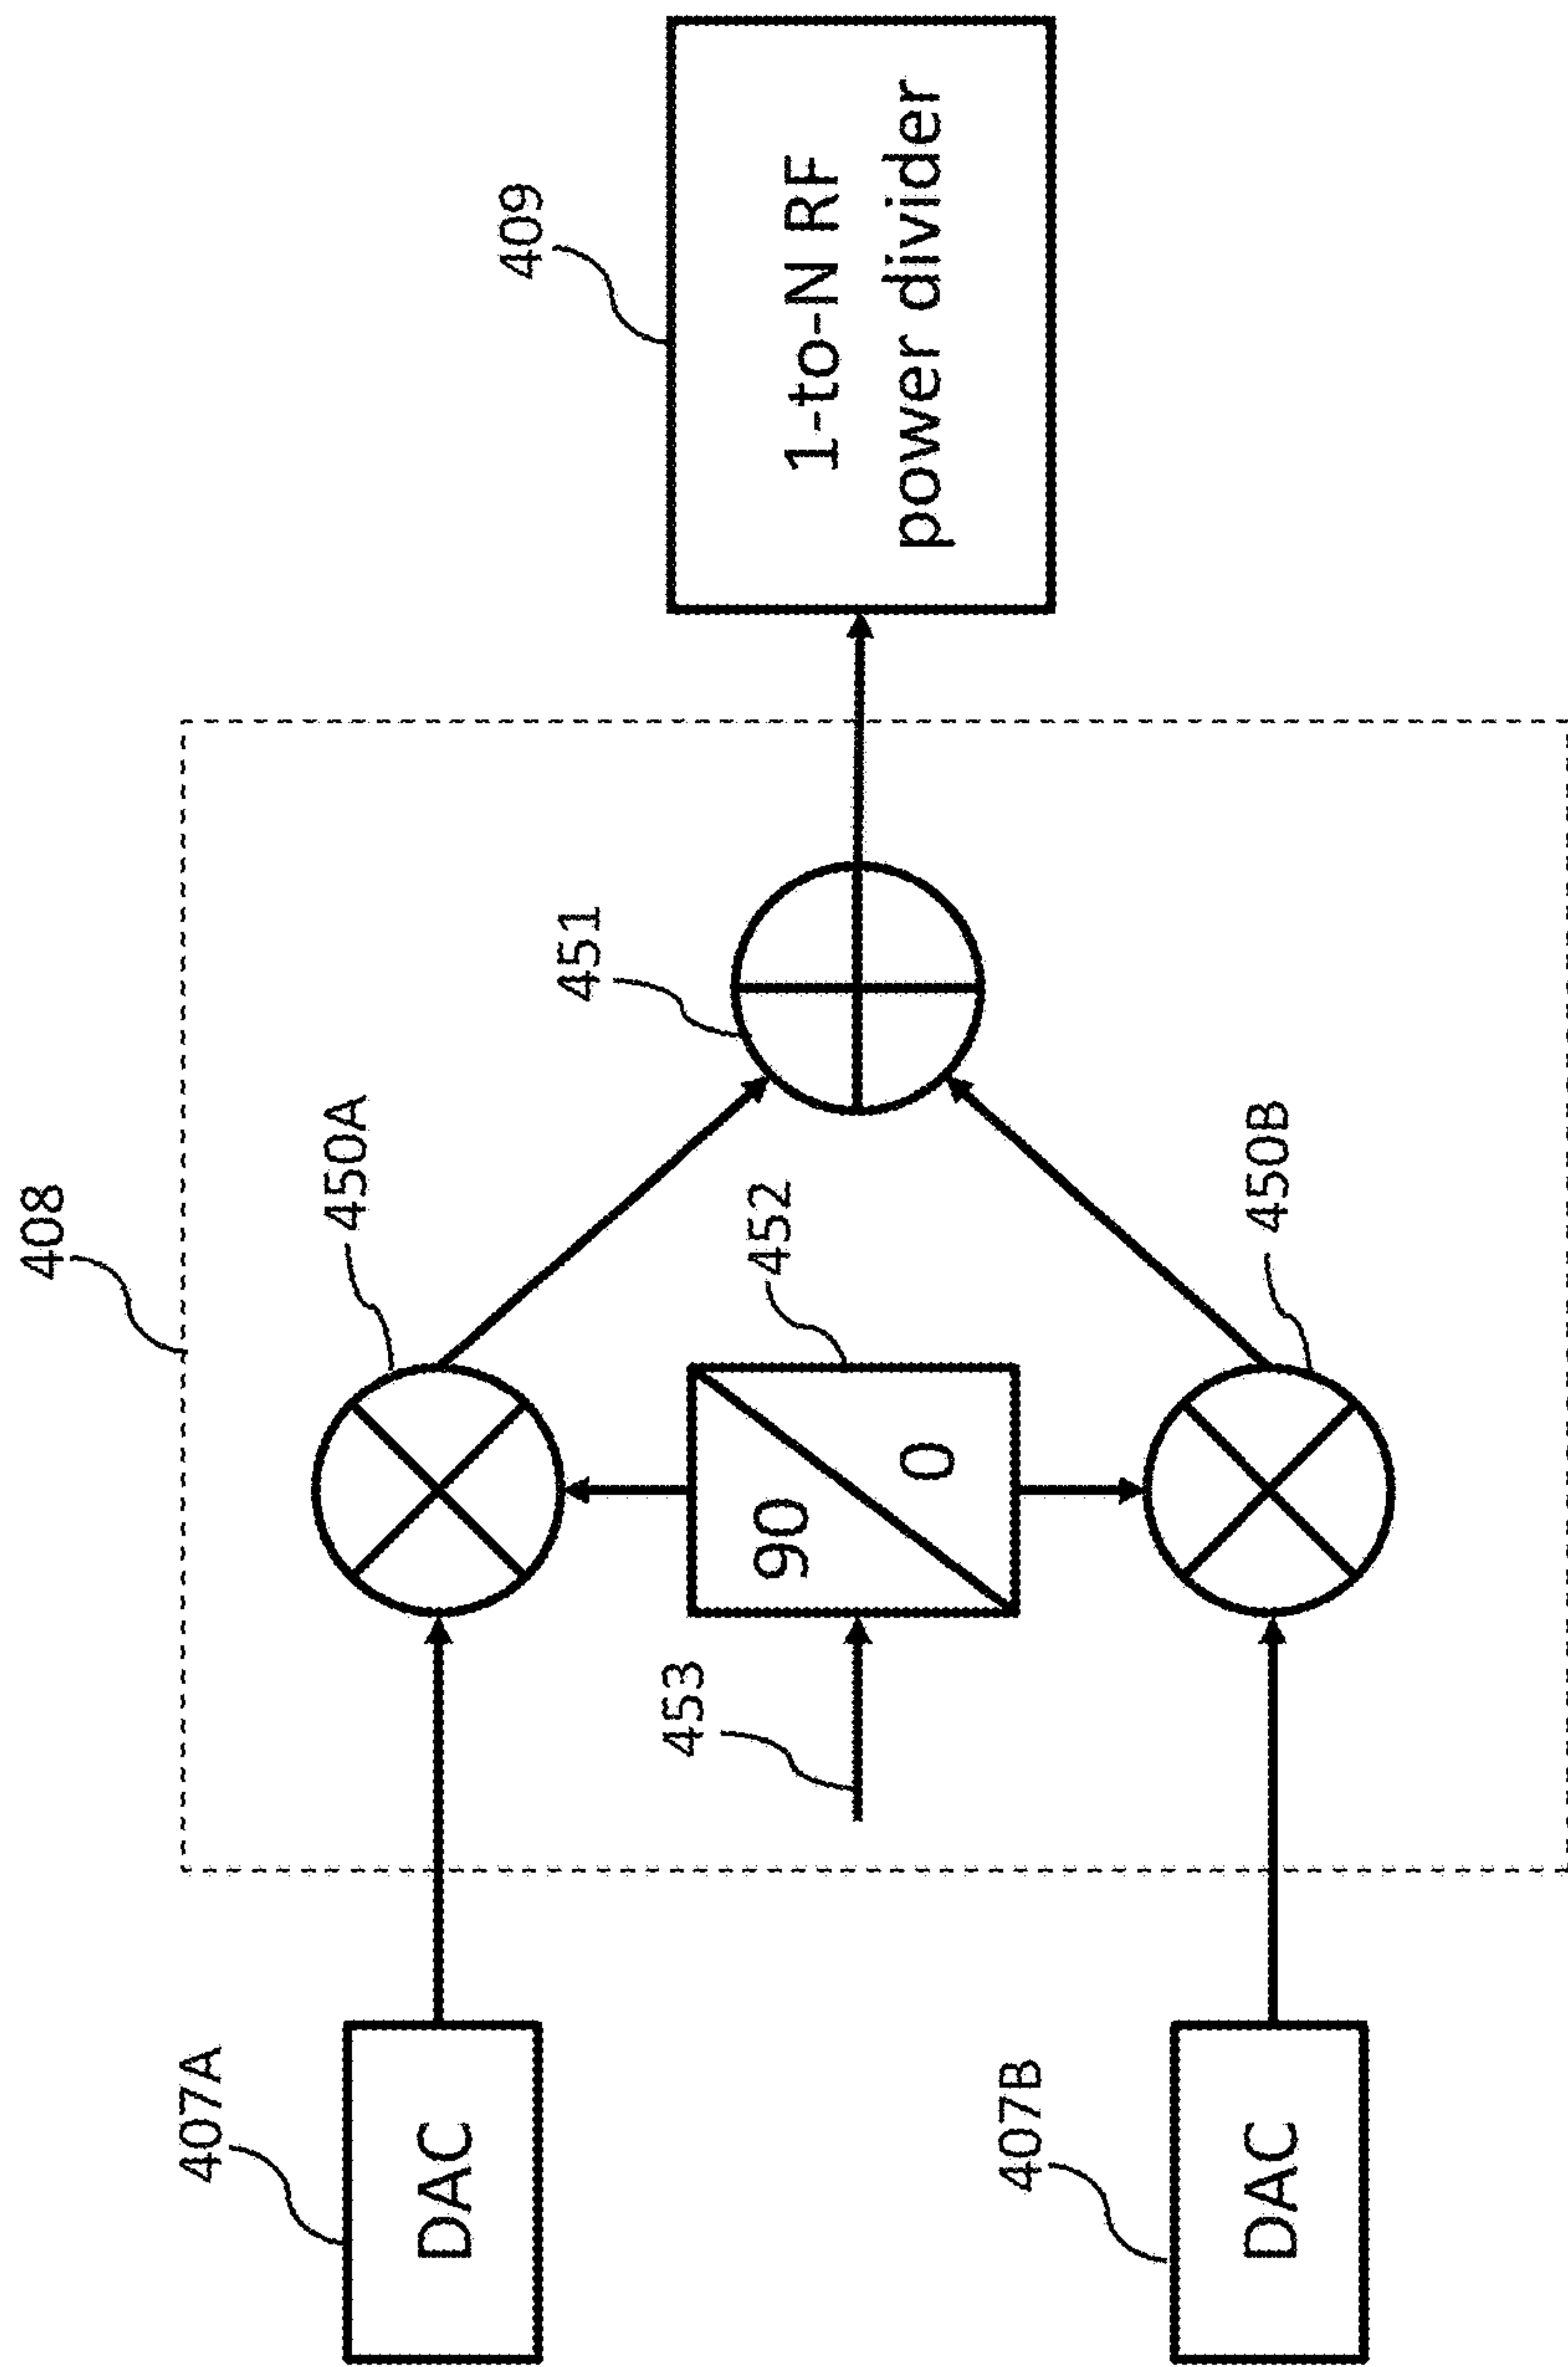 408
409
407A
DAC
450A
451
1-to-N RF
power divider
453
452
90
0
407B
DAC
450B